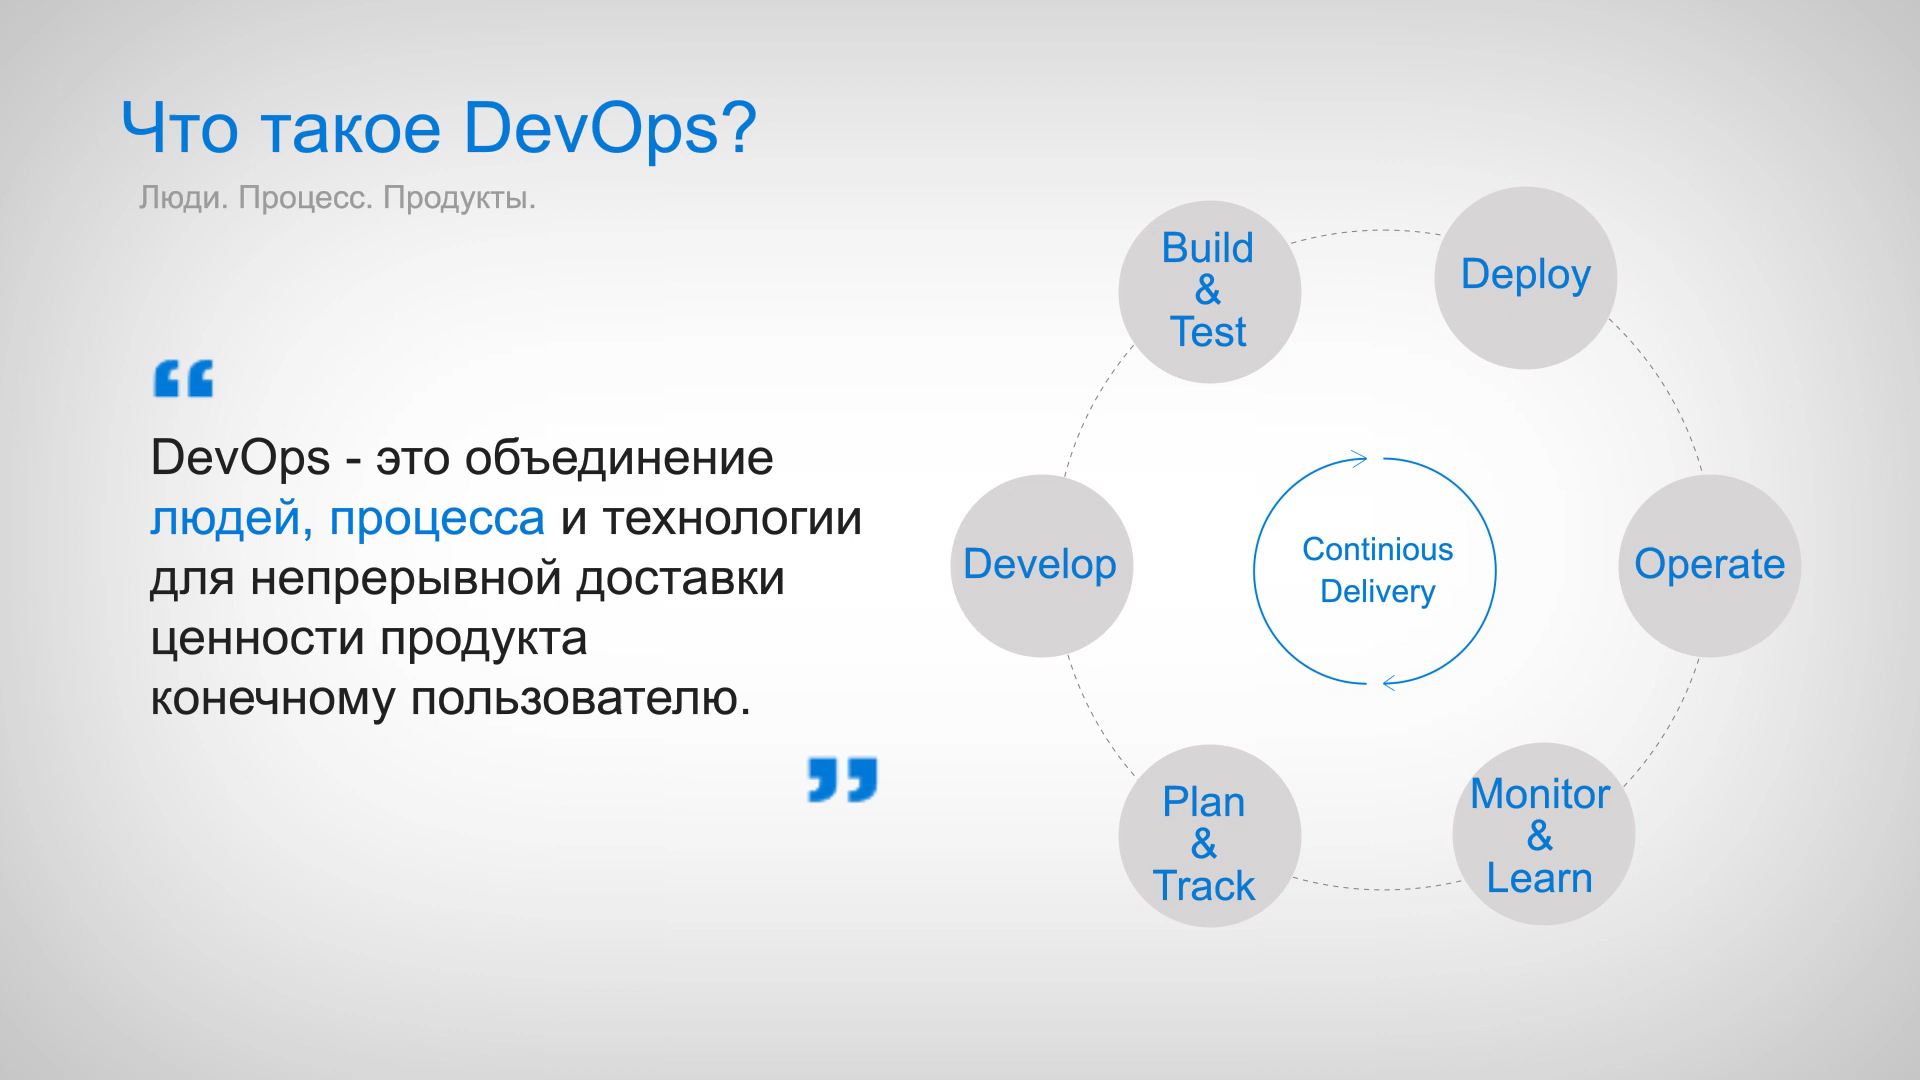 Что такое DevOps?
Люди. Процесс. Продукты.
“
DevOps - это объединение
людей, процесса и технологии
для непрерывной доставки
ценности продукта
конечному пользователю.
”
Build
&
Test
Deploy
Develop
Continious
Delivery
Operate
Plan
&
Track
Monitor
&
Learn